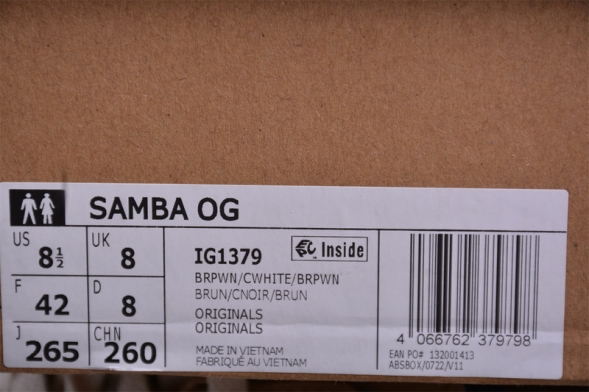 SAMBA OG
US 8½ UK 8
F 42 D 8
J 265 CHN 260
IG1379 Inside
BRPWN/CWHITE/BRPWN
BRUN/CNOIR/BRUN
ORIGINALS
ORIGINALS
MADE IN VIETNAM
FABRIQUÉ AU VIETNAM
4 066762 379798
EAN PO# 132001413
ABSBOX/0722/V11